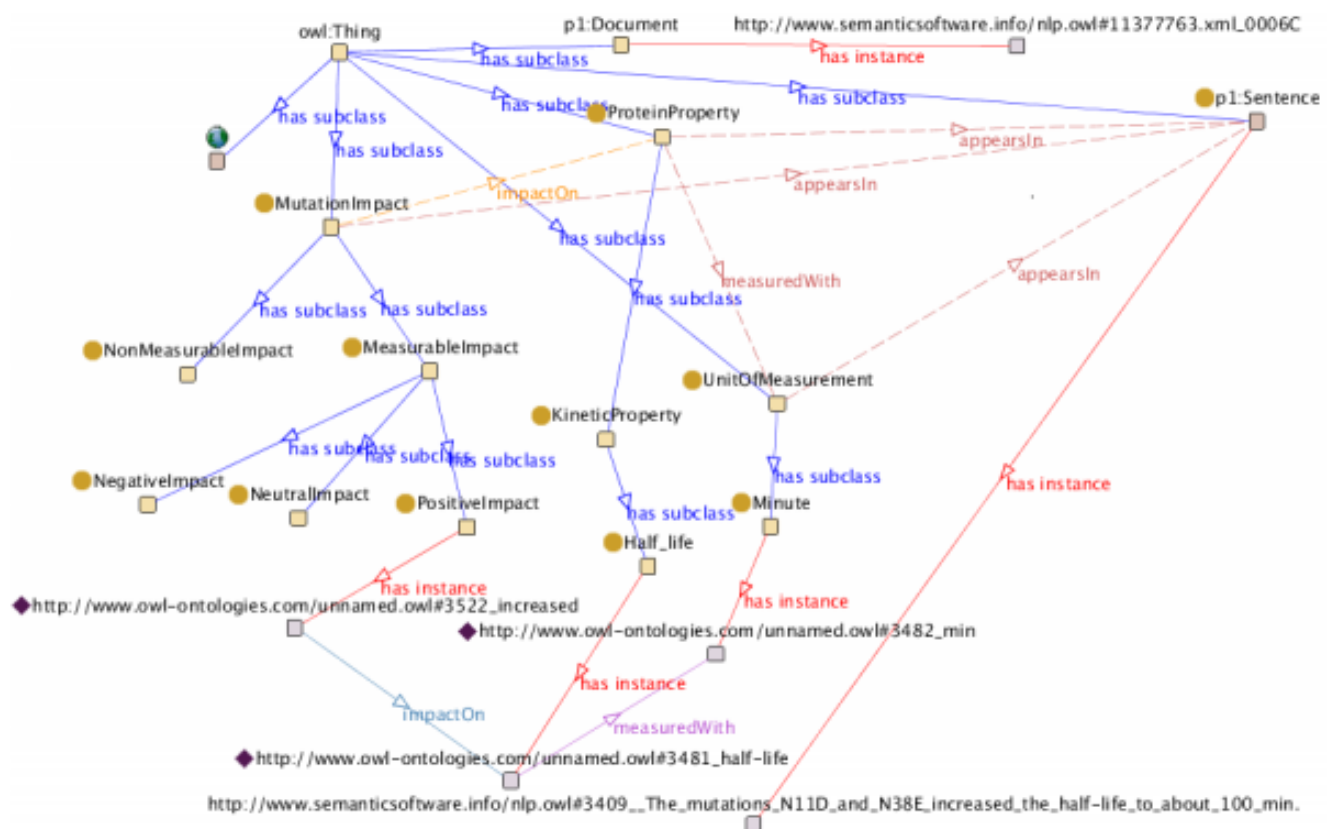 http://www.semanticsoftware.info/nlp.owl#11377763.xml_0006C
p1:Document
owl:Thing
has subclass
has instance
has subclass
has subclass
p1:Sentence
has subclass
ProteinProperty
has subclass
appearsIn
has subclass
appearsIn
impactOn
MutationImpact
has subclass
appearsIn
measuredWith
has subclass
has subclass
has subclass
NonMeasurableImpact
MeasurableImpact
UnitOfMeasurement
KineticProperty
has subclass
has subclass
has subclass
has subclass
has instance
NegativeImpact
NeutralImpact
PositiveImpact
Minute
has subclass
Half_life
has instance
has instance
http://www.owl-ontologies.com/unnamed.owl#3522_increased
http://www.owl-ontologies.com/unnamed.owl#3482_min
has instance
impactOn
measuredWith
http://www.owl-ontologies.com/unnamed.owl#3481_half-life
http://www.semanticsoftware.info/nlp.owl#3409__The_mutations_N11D_and_N38E_increased_the_half-life_to_about_100_min.